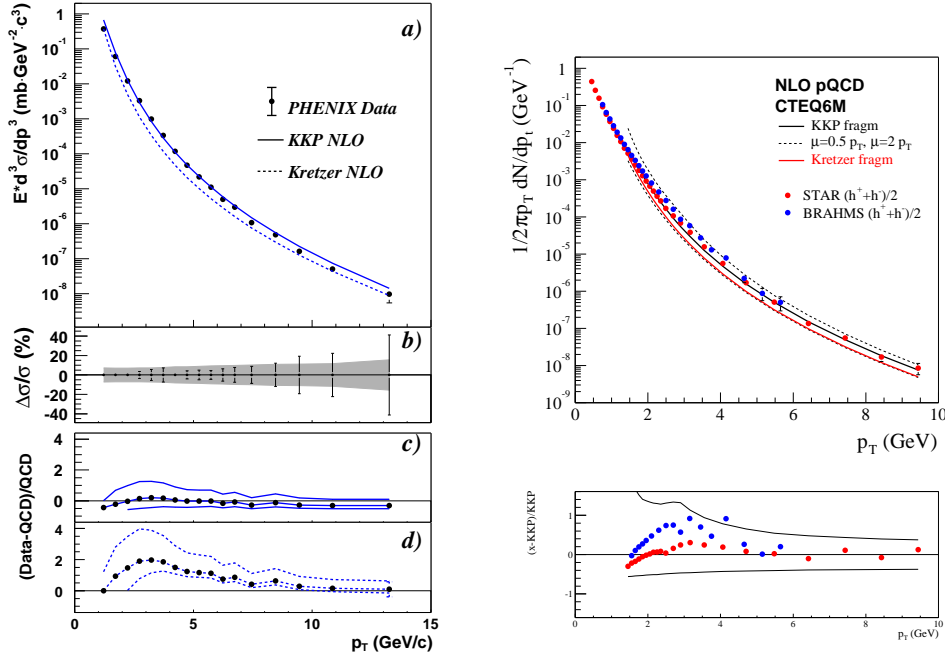 E*d³σ/dp³ (mb·GeV⁻²·c³)
1
10⁻¹
10⁻²
10⁻³
10⁻⁴
10⁻⁵
10⁻⁶
10⁻⁷
10⁻⁸
a)
PHENIX Data
KKP NLO
Kretzer NLO
Δσ/σ (%)
40
20
0
-20
-40
b)
(Data-QCD)/QCD
4
2
0
c)
4
2
0
d)
0 5 10 15
p_T (GeV/c)
1/2πp_T dN/dp_t (GeV⁻¹)
1
10⁻¹
10⁻²
10⁻³
10⁻⁴
10⁻⁵
10⁻⁶
10⁻⁷
10⁻⁸
10⁻⁹
NLO pQCD
CTEQ6M
KKP fragm
μ=0.5 p_T, μ=2 p_T
Kretzer fragm
STAR (h⁺+h⁻)/2
BRAHMS (h⁺+h⁻)/2
0 2 4 6 8 10
p_T (GeV)
(x-KKP)/KKP
1
0
-1
0 2 4 6 8 10
p_T (GeV)